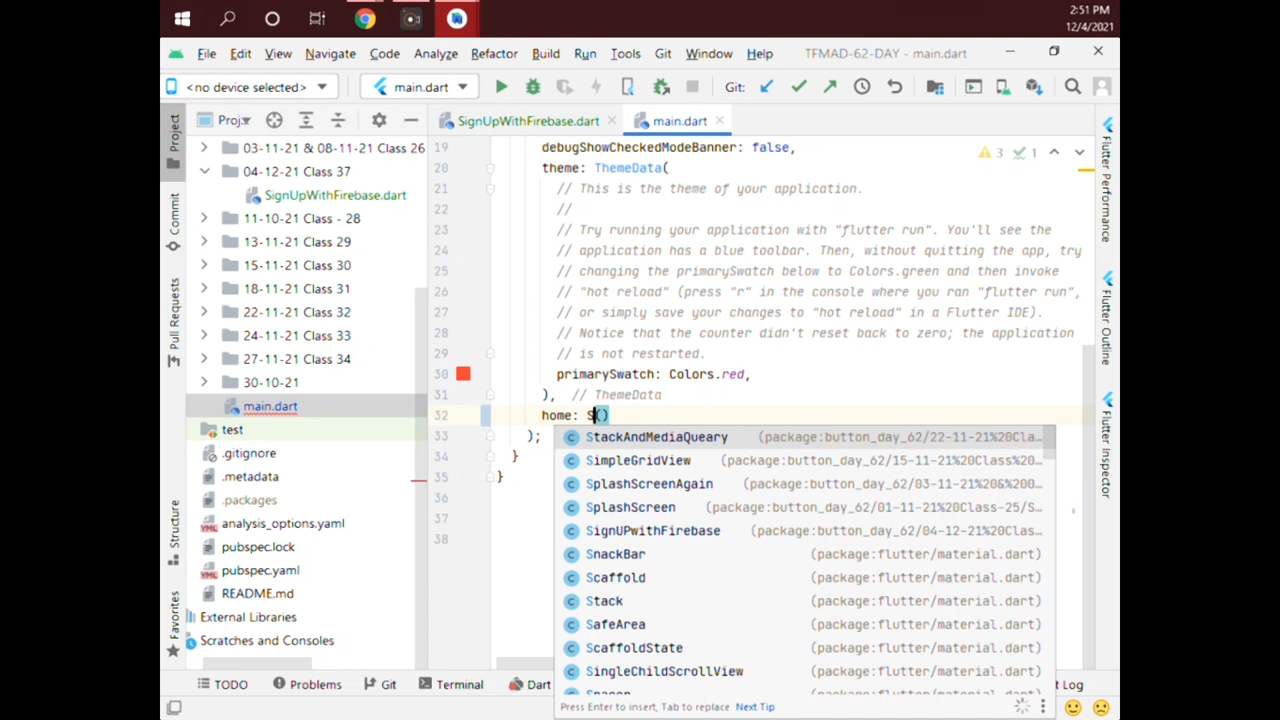 2:51 PM
12/4/2021
File Edit View Navigate Code Analyze Refactor Build Run Tools Git Window Help TFMAD-62-DAY - main.dart
<no device selected> main.dart Git:
Project
Commit
Pull Requests
Structure
Favorites
Proj
03-11-21 & 08-11-21 Class 26
04-12-21 Class 37
SignUpWithFirebase.dart
11-10-21 Class - 28
13-11-21 Class 29
15-11-21 Class 30
18-11-21 Class 31
22-11-21 Class 32
24-11-21 Class 33
27-11-21 Class 34
30-10-21
main.dart
test
.gitignore
.metadata
.packages
analysis_options.yaml
pubspec.lock
pubspec.yaml
README.md
External Libraries
Scratches and Consoles
SignUpWithFirebase.dart main.dart
3 1
19 debugShowCheckedModeBanner: false,
20 theme: ThemeData(
21 // This is the theme of your application.
22 //
23 // Try running your application with "flutter run". You'll see the
24 // application has a blue toolbar. Then, without quitting the app, try
25 // changing the primarySwatch below to Colors.green and then invoke
26 // "hot reload" (press "r" in the console where you ran "flutter run",
27 // or simply save your changes to "hot reload" in a Flutter IDE).
28 // Notice that the counter didn't reset back to zero; the application
29 // is not restarted.
30 primarySwatch: Colors.red,
31 ), // ThemeData
32 home: S()
33 );
34 }
35 }
36
37
38
StackAndMediaQueary (package:button_day_62/22-11-21%20Cla...
SimpleGridView (package:button_day_62/15-11-21%20Class%20...
SplashScreenAgain (package:button_day_62/03-11-21%20&%200...
SplashScreen (package:button_day_62/01-11-21%20Class-25/S...
SignUPwithFirebase (package:button_day_62/04-12-21%20Clas...
SnackBar (package:flutter/material.dart)
Scaffold (package:flutter/material.dart)
Stack (package:flutter/material.dart)
SafeArea (package:flutter/material.dart)
ScaffoldState (package:flutter/material.dart)
SingleChildScrollView (package:flutter/material.dart)
Press Enter to insert, Tab to replace Next Tip
Flutter Performance
Flutter Outline
Flutter Inspector
TODO Problems Git Terminal Dart t Log